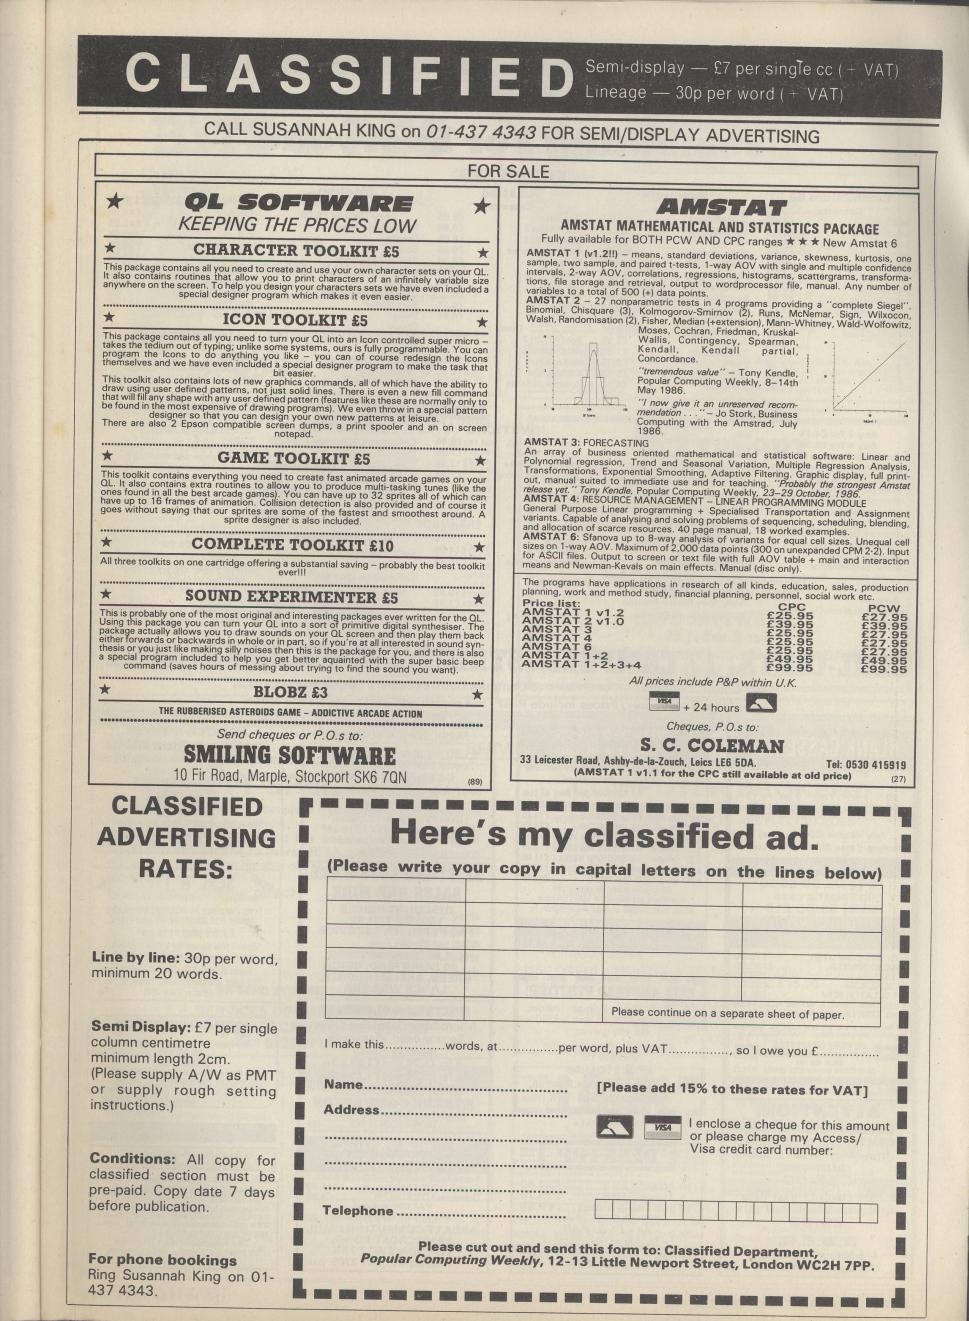 CLASSIFIED
Semi-display — £7 per single cc (+ VAT)
Lineage — 30p per word (+ VAT)
CALL SUSANNAH KING on 01-437 4343 FOR SEMI/DISPLAY ADVERTISING
FOR SALE
★ QL SOFTWARE ★
KEEPING THE PRICES LOW
★ CHARACTER TOOLKIT £5 ★
This package contains all you need to create and use your own character sets on your QL.
It also contains routines that allow you to print characters of an infinitely variable size
anywhere on the screen. To help you design your characters sets we have even included a
special designer program which makes it even easier.
★ ICON TOOLKIT £5 ★
This package contains all you need to turn your QL into an Icon controlled super micro –
takes the tedium out of typing; unlike some systems, ours is fully programmable. You can
program the Icons to do anything you like – you can of course redesign the Icons
themselves and we have even included a special designer program to make the task that
bit easier.
This toolkit also contains lots of new graphics commands, all of which have the ability to
draw using user defined patterns, not just solid lines. There is even a new fill command
that will fill any shape with any user defined pattern (features like these are normally only to
be found in the most expensive of drawing programs). We even throw in a special pattern
designer so that you can design your own new patterns at leisure.
There are also 2 Epson compatible screen dumps, a print spooler and an on screen
notepad.
★ GAME TOOLKIT £5 ★
This toolkit contains everything you need to create fast animated arcade games on your
QL. It also contains extra routines to allow you to produce multi-tasking tunes (like the
ones found in all the best arcade games). You can have up to 32 sprites all of which can
have up to 16 frames of animation. Collision detection is also provided and of course it
goes without saying that our sprites are some of the fastest and smoothest around. A
sprite designer is also included.
★ COMPLETE TOOLKIT £10 ★
All three toolkits on one cartridge offering a substantial saving – probably the best toolkit
ever!!!
★ SOUND EXPERIMENTER £5 ★
This is probably one of the most original and interesting packages ever written for the QL.
Using this package you can turn your QL into a sort of primitive digital synthesiser. The
package actually allows you to draw sounds on your QL screen and then play them back
either forwards or backwards in whole or in part, so if you're at all interested in sound syn-
thesis or you just like making silly noises then this is the package for you, and there is also
a special program included to help you get better aquainted with the super basic beep
command (saves hours of messing about trying to find the sound you want).
★ BLOBZ £3 ★
THE RUBBERISED ASTEROIDS GAME – ADDICTIVE ARCADE ACTION
Send cheques or P.O.s to:
SMILING SOFTWARE
10 Fir Road, Marple, Stockport SK6 7QN
(89)
AMSTAT
AMSTAT MATHEMATICAL AND STATISTICS PACKAGE
Fully available for BOTH PCW AND CPC ranges ★ ★ ★ New Amstat 6
AMSTAT 1 (v1.2!!) – means, standard deviations, variance, skewness, kurtosis, one
sample, two sample, and paired t-tests, 1-way AOV with single and multiple confidence
intervals, 2-way AOV, correlations, regressions, histograms, scattergrams, transforma-
tions, file storage and retrieval, output to wordprocessor file, manual. Any number of
variables to a total of 500 (+) data points.
AMSTAT 2 – 27 nonparametric tests in 4 programs providing a "complete Siegel".
Binomial, Chisquare (3), Kolmogorov-Smirnov (2), Runs, McNemar, Sign, Wilxocon,
Walsh, Randomisation (2), Fisher, Median (+extension), Mann-Whitney, Wald-Wolfowitz,
Moses, Cochran, Friedman, Kruskal-
Wallis, Contingency, Spearman,
Kendall, Kendall partial,
Concordance.
"tremendous value" – Tony Kendle,
Popular Computing Weekly, 8–14th
May 1986.
"I now give it an unreserved recom-
mendation . . ." – Jo Stork, Business
Computing with the Amstrad, July
1986.
AMSTAT 3: FORECASTING
An array of business oriented mathematical and statistical software: Linear and
Polynomial regression, Trend and Seasonal Variation, Multiple Regression Analysis,
Transformations, Exponential Smoothing, Adaptive Filtering. Graphic display, full print-
out, manual suited to immediate use and for teaching. "Probably the strongest Amstat
release yet." Tony Kendle, Popular Computing Weekly, 23–29 October, 1986.
AMSTAT 4: RESOURCE MANAGEMENT – LINEAR PROGRAMMING MODULE
General Purpose Linear programming + Specialised Transportation and Assignment
variants. Capable of analysing and solving problems of sequencing, scheduling, blending,
and allocation of scarce resources. 40 page manual, 18 worked examples.
AMSTAT 6: Sfanova up to 8-way analysis of variants for equal cell sizes. Unequal cell
sizes on 1-way AOV. Maximum of 2,000 data points (300 on unexpanded CPM 2-2). Input
for ASCII files. Output to screen or text file with full AOV table + main and interaction
means and Newman-Kevals on main effects. Manual (disc only).
The programs have applications in research of all kinds, education, sales, production
planning, work and method study, financial planning, personnel, social work etc.
Price list: CPC PCW
AMSTAT 1 v1.2 £25.95 £27.95
AMSTAT 2 v1.0 £39.95 £39.95
AMSTAT 3 £25.95 £27.95
AMSTAT 4 £25.95 £27.95
AMSTAT 6 £25.95 £27.95
AMSTAT 1+2 £49.95 £49.95
AMSTAT 1+2+3+4 £99.95 £99.95
All prices include P&P within U.K.
VISA + 24 hours
Cheques, P.O.s to:
S. C. COLEMAN
33 Leicester Road, Ashby-de-la-Zouch, Leics LE6 5DA. Tel: 0530 415919
(AMSTAT 1 v1.1 for the CPC still available at old price) (27)
CLASSIFIED
ADVERTISING
RATES:
Line by line: 30p per word,
minimum 20 words.
Semi Display: £7 per single
column centimetre
minimum length 2cm.
(Please supply A/W as PMT
or supply rough setting
instructions.)
Conditions: All copy for
classified section must be
pre-paid. Copy date 7 days
before publication.
For phone bookings
Ring Susannah King on 01-
437 4343.
Here's my classified ad.
(Please write your copy in capital letters on the lines below)
Please continue on a separate sheet of paper.
I make this...............words, at...............per word, plus VAT..............., so I owe you £...............
Name................................................
[Please add 15% to these rates for VAT]
Address.............................................
VISA
I enclose a cheque for this amount
or please charge my Access/
Visa credit card number:
Telephone ..........................................
Please cut out and send this form to: Classified Department,
Popular Computing Weekly, 12–13 Little Newport Street, London WC2H 7PP.